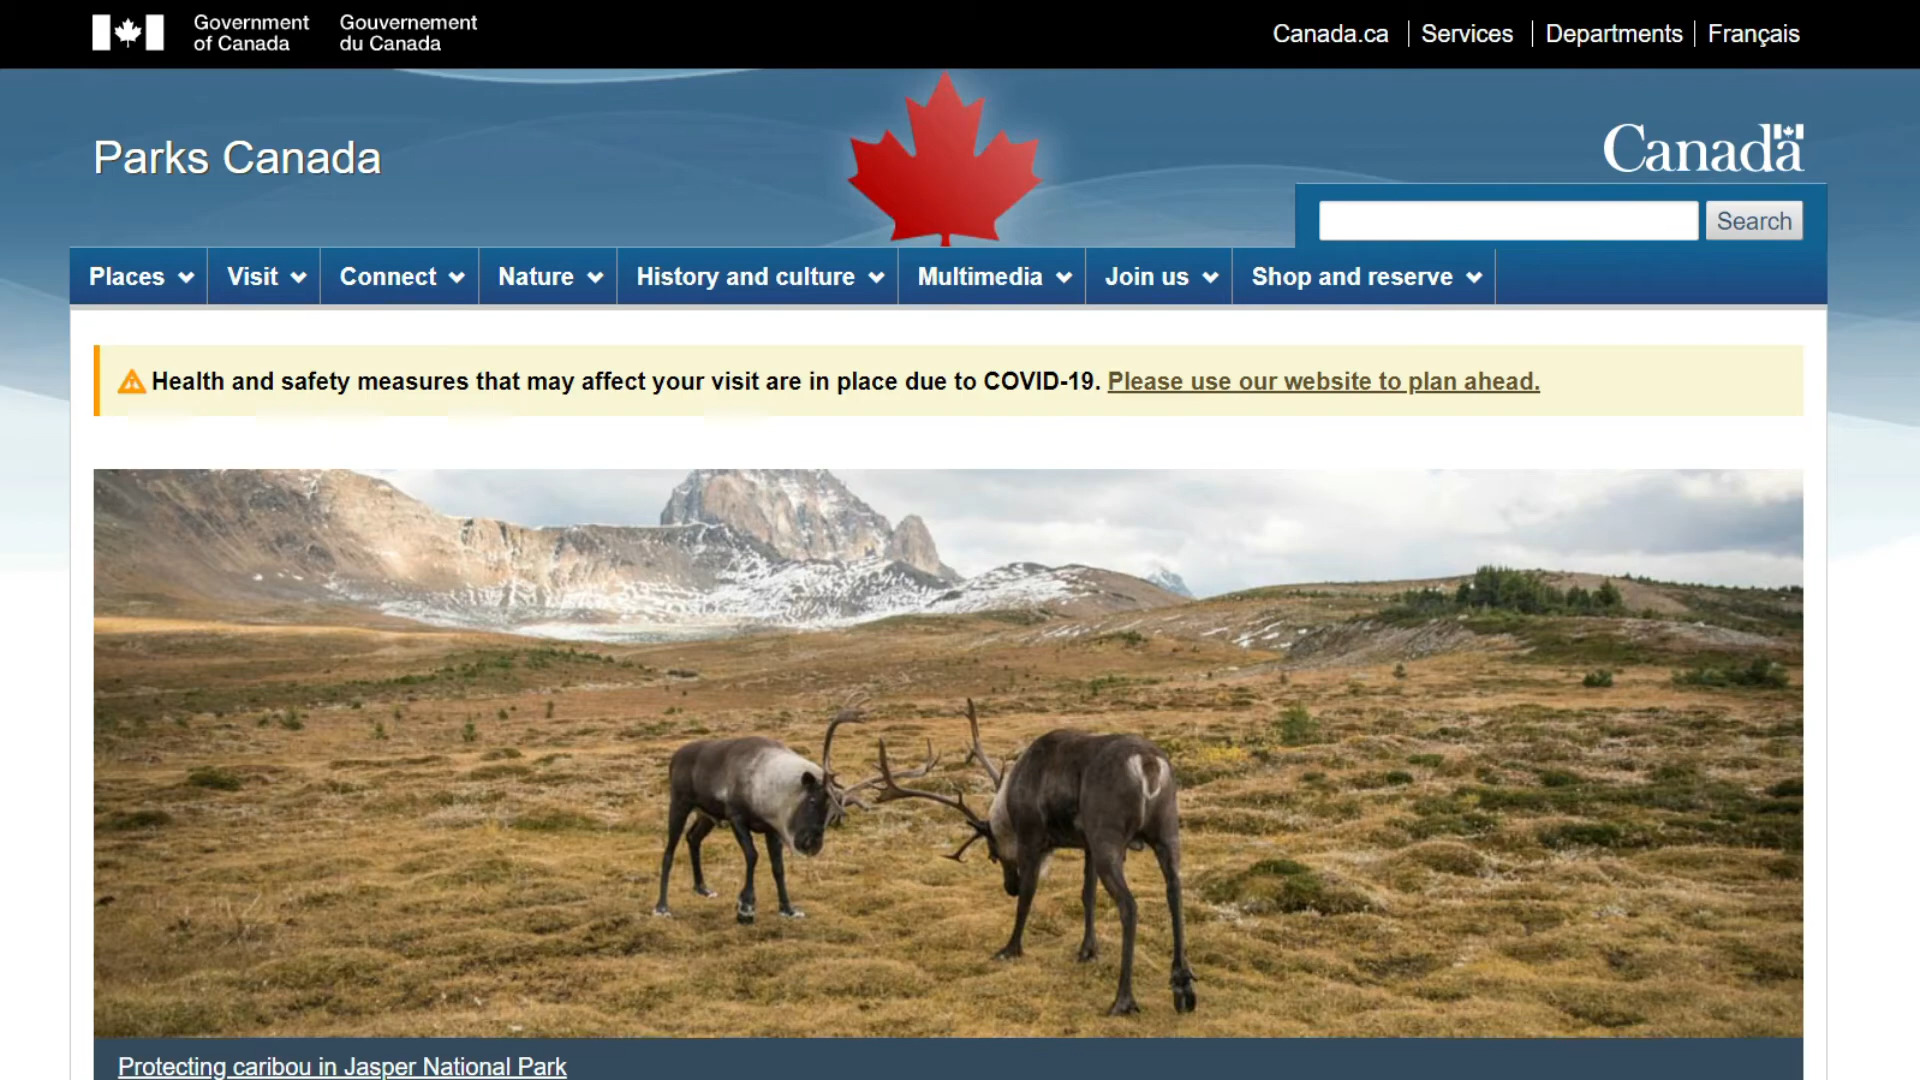 Government of Canada
Gouvernement du Canada
Canada.ca
Services
Departments
Français
Parks Canada
Canada
Search
Places
Visit
Connect
Nature
History and culture
Multimedia
Join us
Shop and reserve
Health and safety measures that may affect your visit are in place due to COVID-19. Please use our website to plan ahead.
Protecting caribou in Jasper National Park